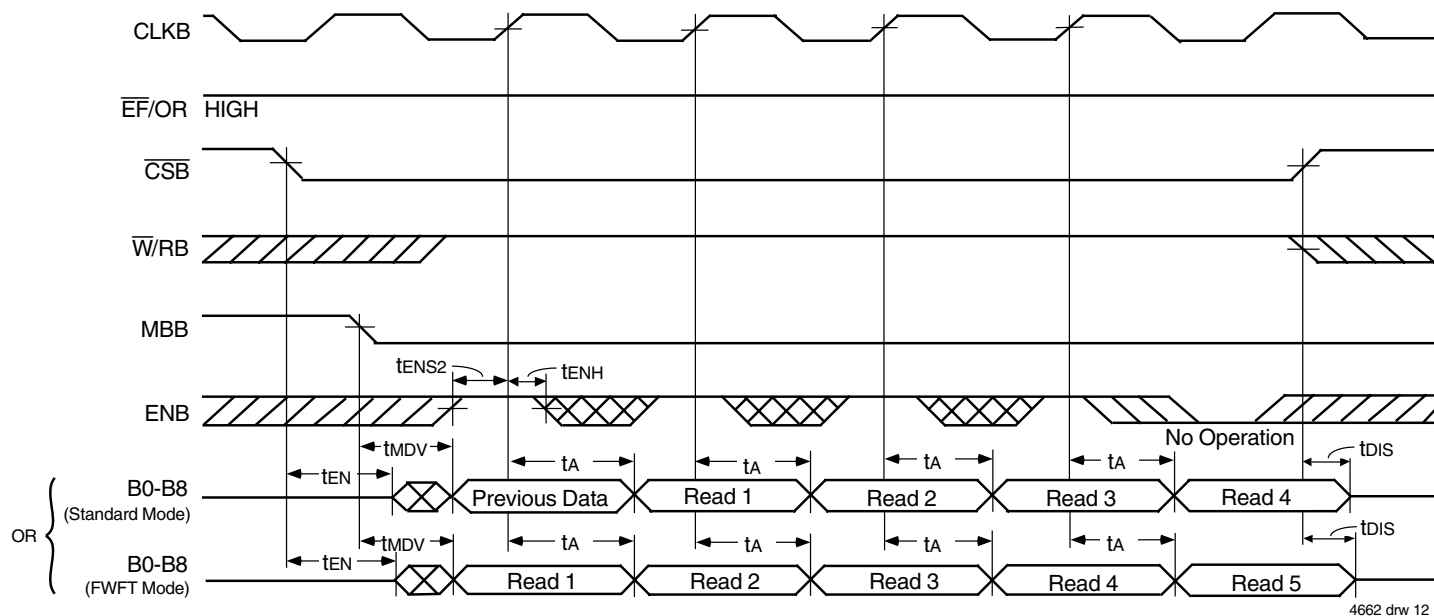 CLKB
EF/OR HIGH
CSB
W/RB
MBB
tENS2 tENH
ENB
No Operation
tMDV
tEN tA tA tA tA tDIS
B0-B8
(Standard Mode)
Previous Data Read 1 Read 2 Read 3 Read 4
OR
tMDV
tEN tA tA tA tA tDIS
B0-B8
(FWFT Mode)
Read 1 Read 2 Read 3 Read 4 Read 5
4662 drw 12